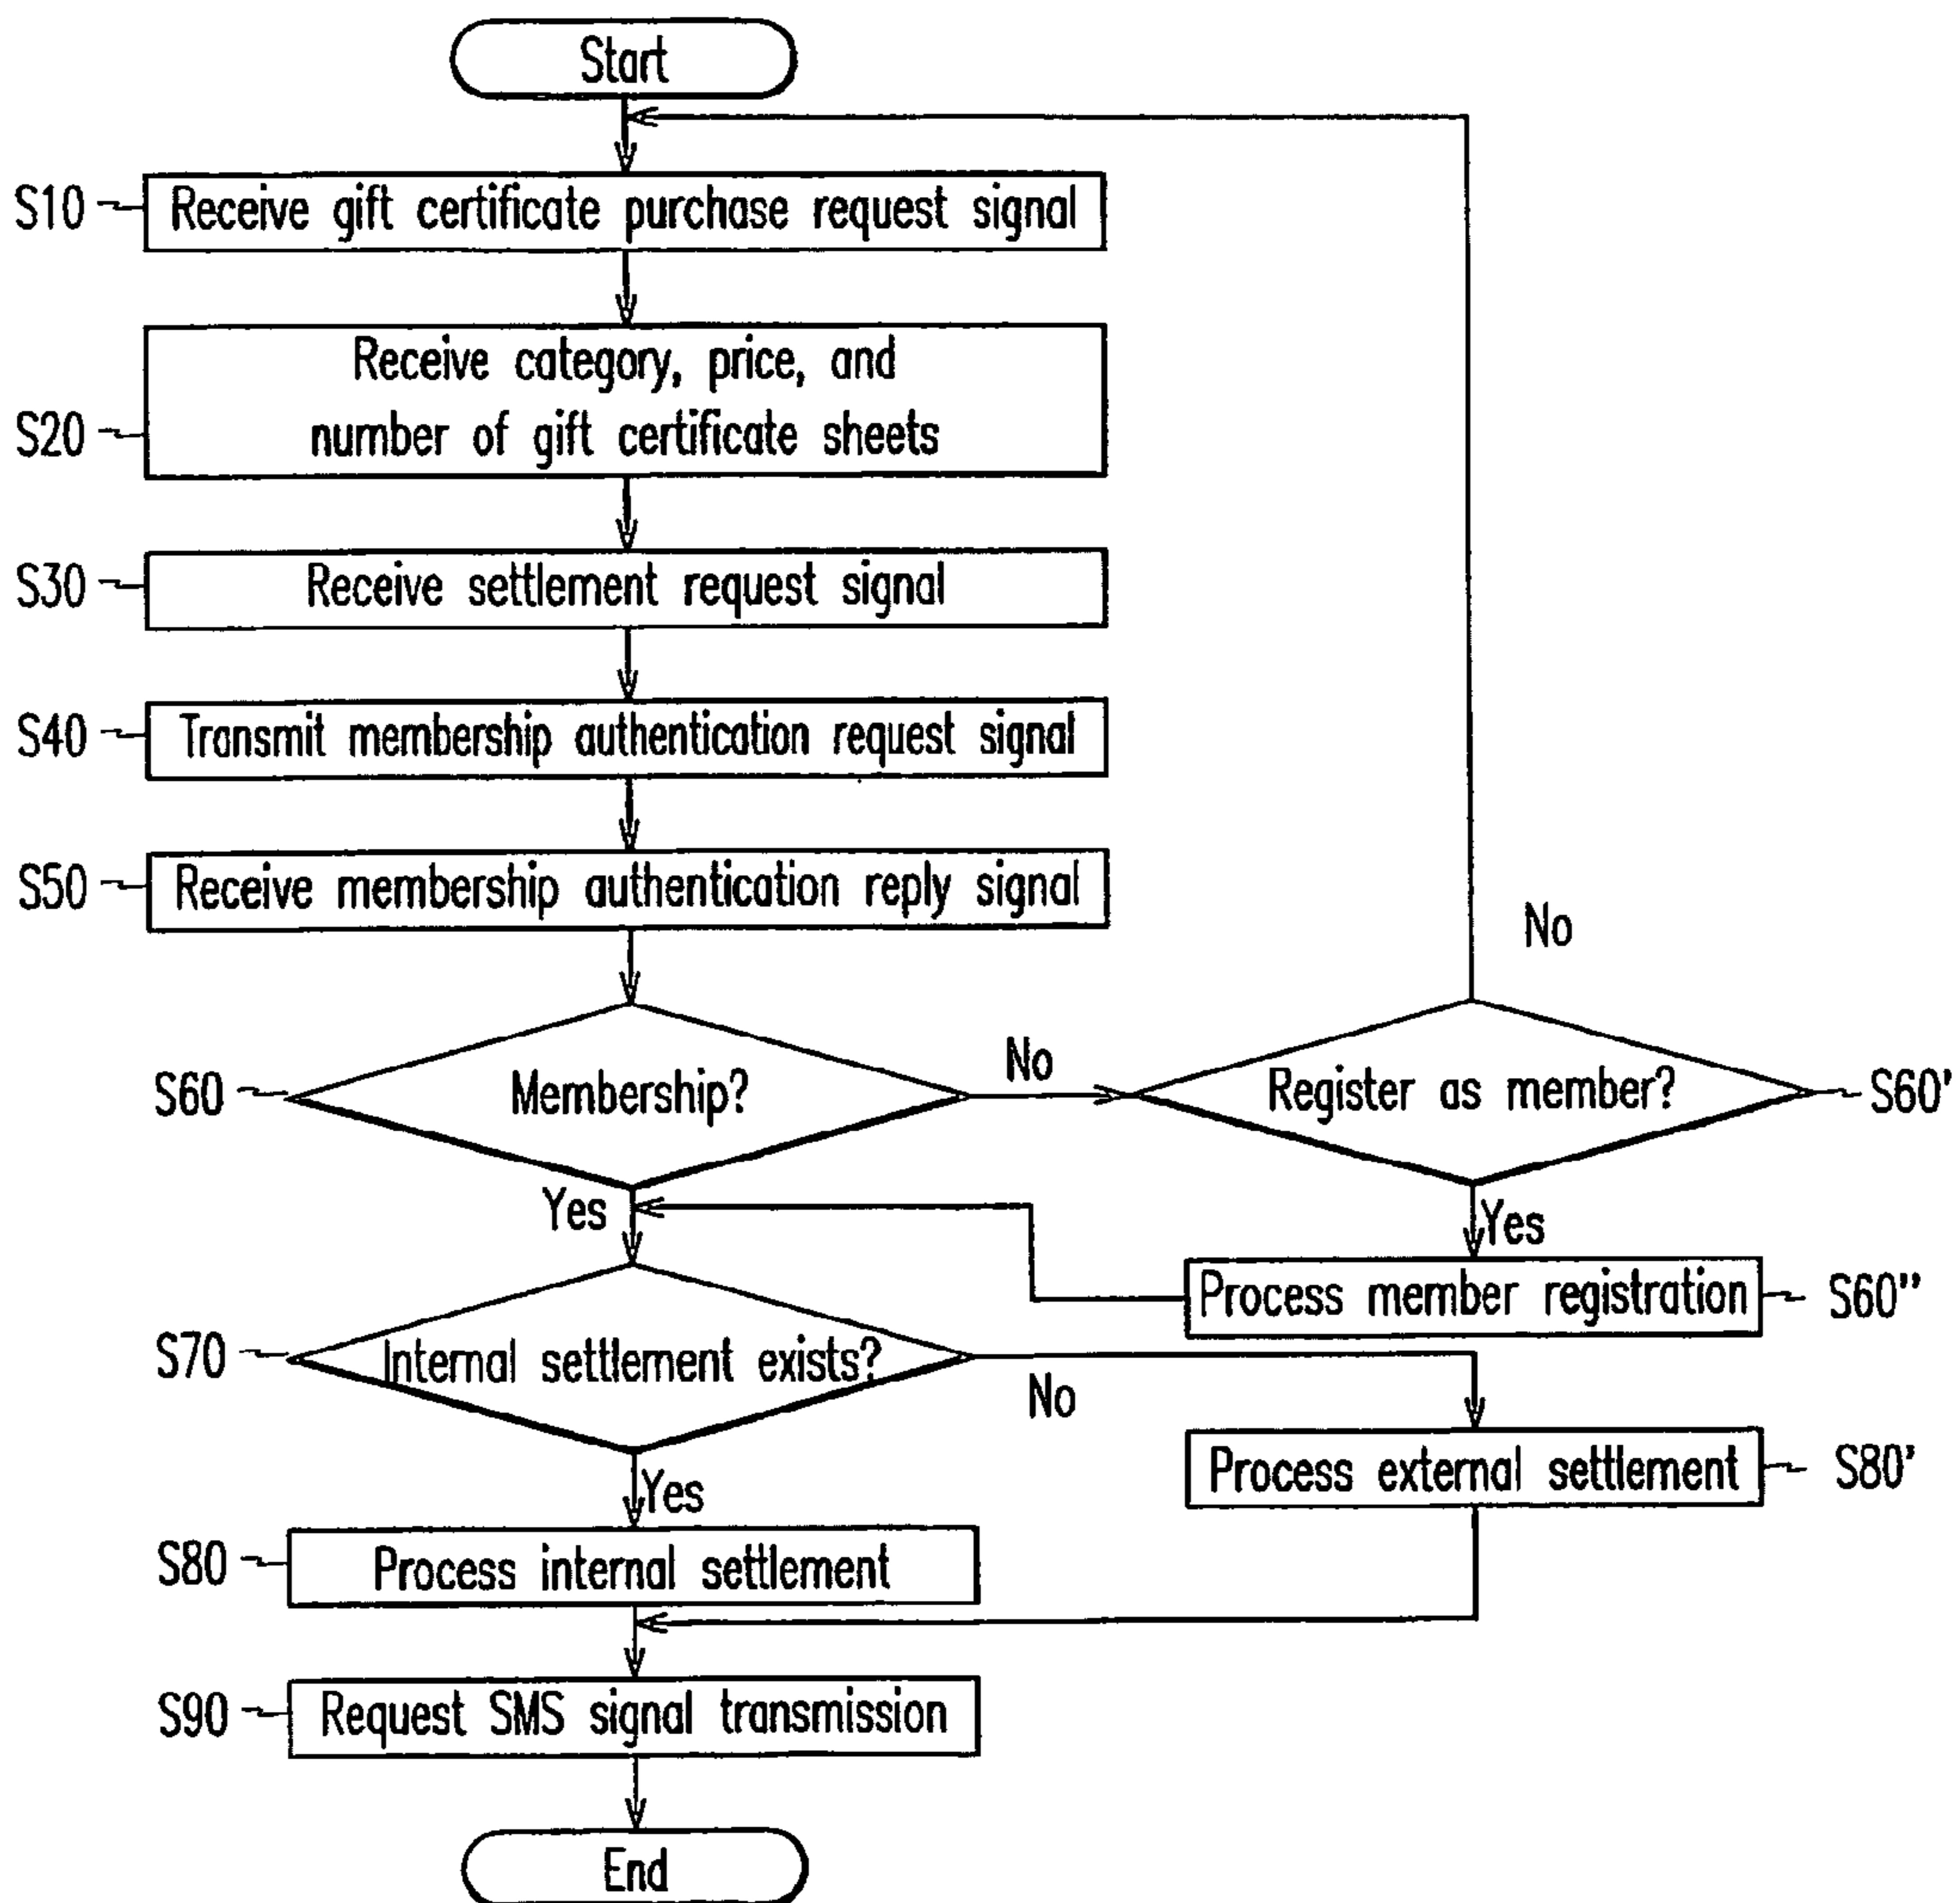 Start
S10
Receive gift certificate purchase request signal
S20
Receive category, price, and
number of gift certificate sheets
S30
Receive settlement request signal
S40
Transmit membership authentication request signal
S50
Receive membership authentication reply signal
No
S60
Membership?
No
Register as member?
S60'
Yes
Yes
Process member registration
S60"
S70
Internal settlement exists?
No
Process external settlement
S80'
Yes
S80
Process internal settlement
S90
Request SMS signal transmission
End